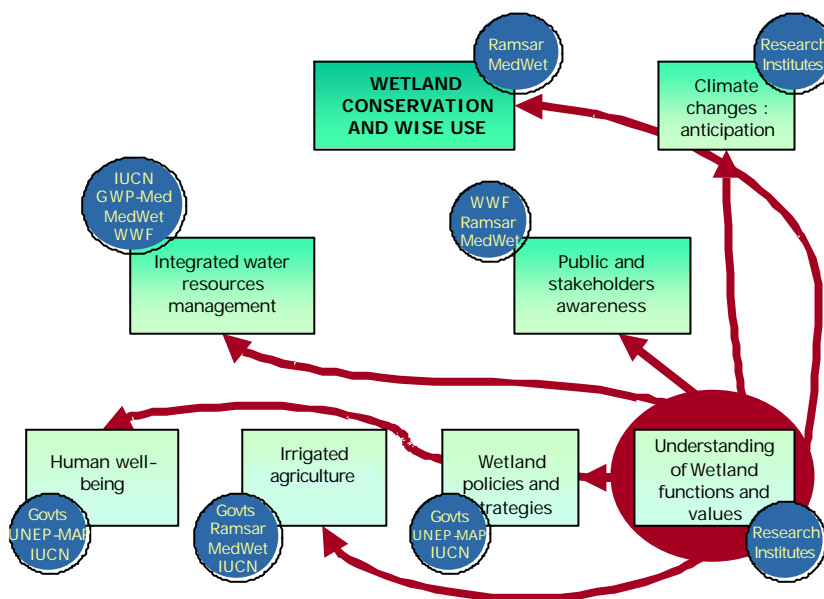 Ramsar
MedWet
WETLAND
CONSERVATION
AND WISE USE
Research
Institutes
Climate
changes :
anticipation
IUCN
GWP-Med
MedWet
WWF
Integrated water
resources
management
WWF
Ramsar
MedWet
Public and
stakeholders
awareness
Human well-
being
Govts
UNEP-MAP
IUCN
Irrigated
agriculture
Govts
Ramsar
MedWet
IUCN
Wetland
policies and
strategies
Govts
UNEP-MAP
IUCN
Understanding
of Wetland
functions and
values
Research
Institutes